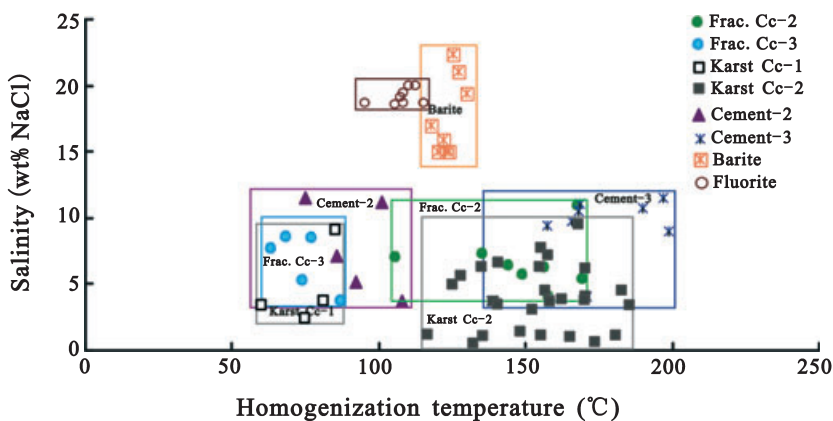 25
20
15
10
5
0
0
50
100
150
200
250
Salinity (wt% NaCl)
Homogenization temperature (℃)
Barite
Cement-2
Frac. Cc-2
Cement-3
Frac. Cc-3
Karst Cc-1
Karst Cc-2
Frac. Cc-2
Frac. Cc-3
Karst Cc-1
Karst Cc-2
Cement-2
Cement-3
Barite
Fluorite